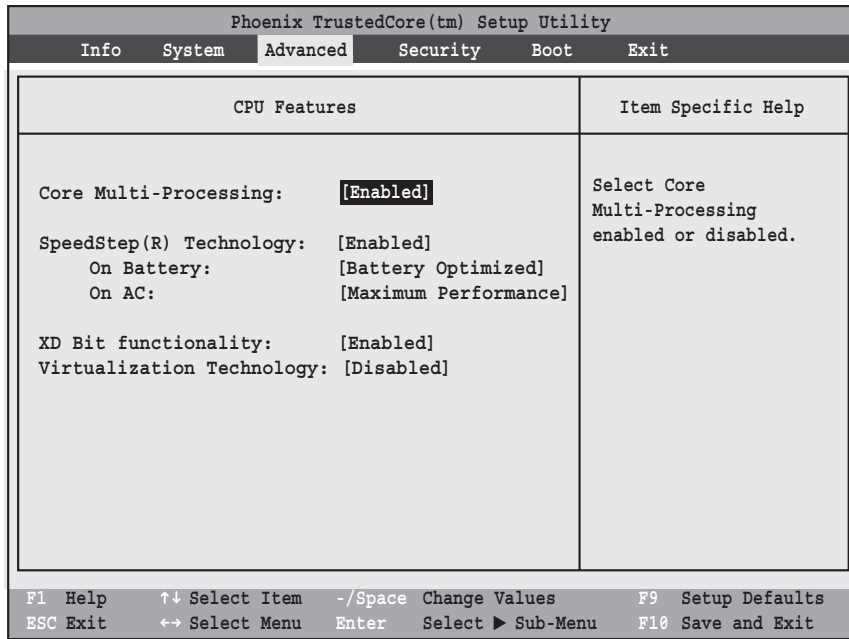 Phoenix TrustedCore(tm) Setup Utility
Info System Advanced Security Boot Exit
CPU Features
Item Specific Help
Core Multi-Processing: [Enabled]
SpeedStep(R) Technology: [Enabled]
On Battery: [Battery Optimized]
On AC: [Maximum Performance]
XD Bit functionality: [Enabled]
Virtualization Technology: [Disabled]
Select Core
Multi-Processing
enabled or disabled.
F1 Help ↑↓ Select Item -/Space Change Values F9 Setup Defaults
ESC Exit ←→ Select Menu Enter Select ▶ Sub-Menu F10 Save and Exit